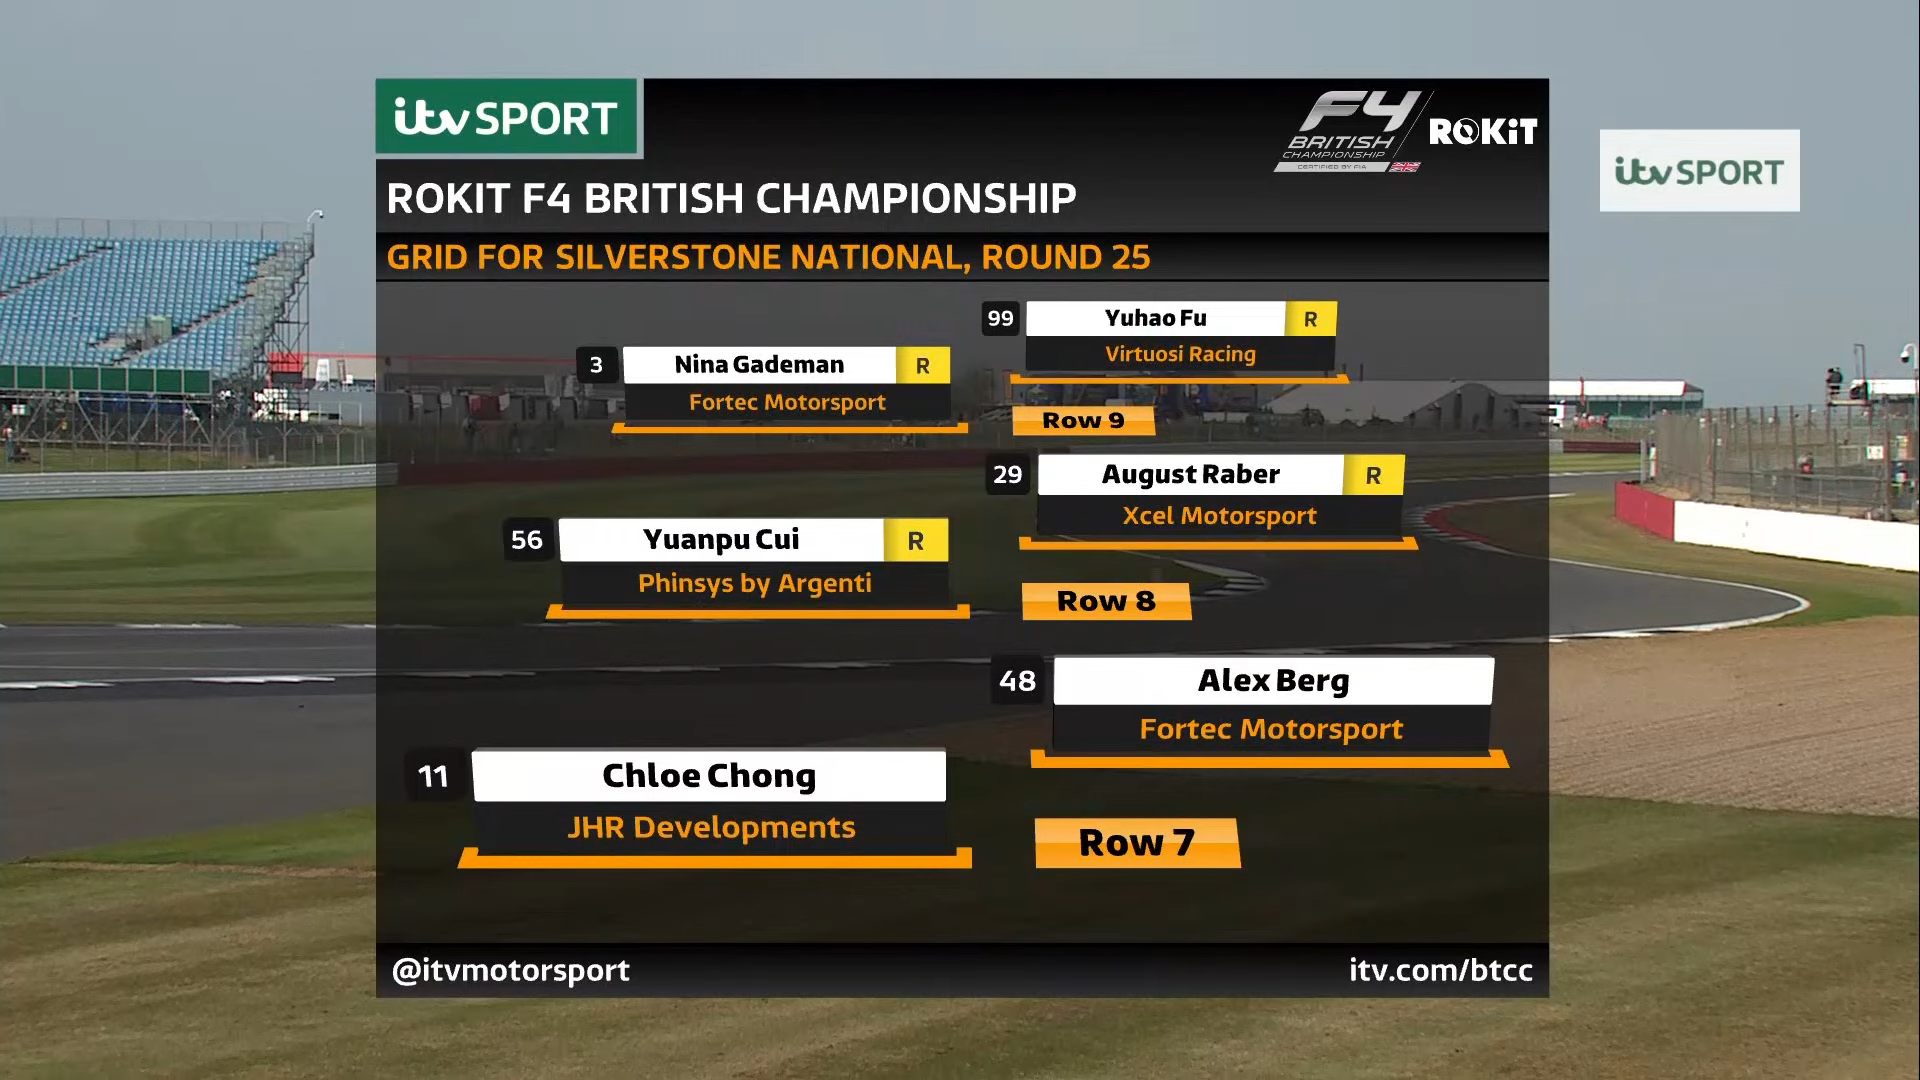 itv SPORT
F4
BRITISH
CHAMPIONSHIP
CERTIFIED BY FIA
ROKiT
itv SPORT
ROKIT F4 BRITISH CHAMPIONSHIP
GRID FOR SILVERSTONE NATIONAL, ROUND 25
99 Yuhao Fu R
Virtuosi Racing
3 Nina Gademan R
Fortec Motorsport
Row 9
29 August Raber R
Xcel Motorsport
56 Yuanpu Cui R
Phinsys by Argenti
Row 8
48 Alex Berg
Fortec Motorsport
11 Chloe Chong
JHR Developments
Row 7
@itvmotorsport
itv.com/btcc